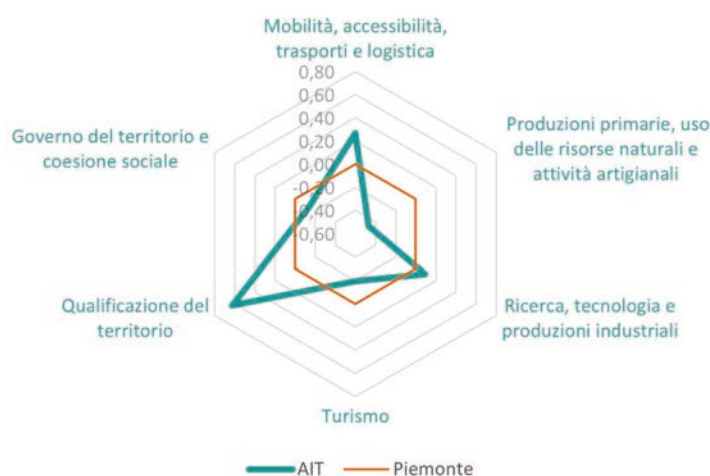 Mobilità, accessibilità,
trasporti e logistica
0,80
0,60
0,40
0,20
0,00
-0,20
-0,40
-0,60
Produzioni primarie, uso
delle risorse naturali e
attività artigianali
Ricerca, tecnologia e
produzioni industriali
Turismo
Qualificazione del
territorio
Governo del territorio e
coesione sociale
AIT
Piemonte